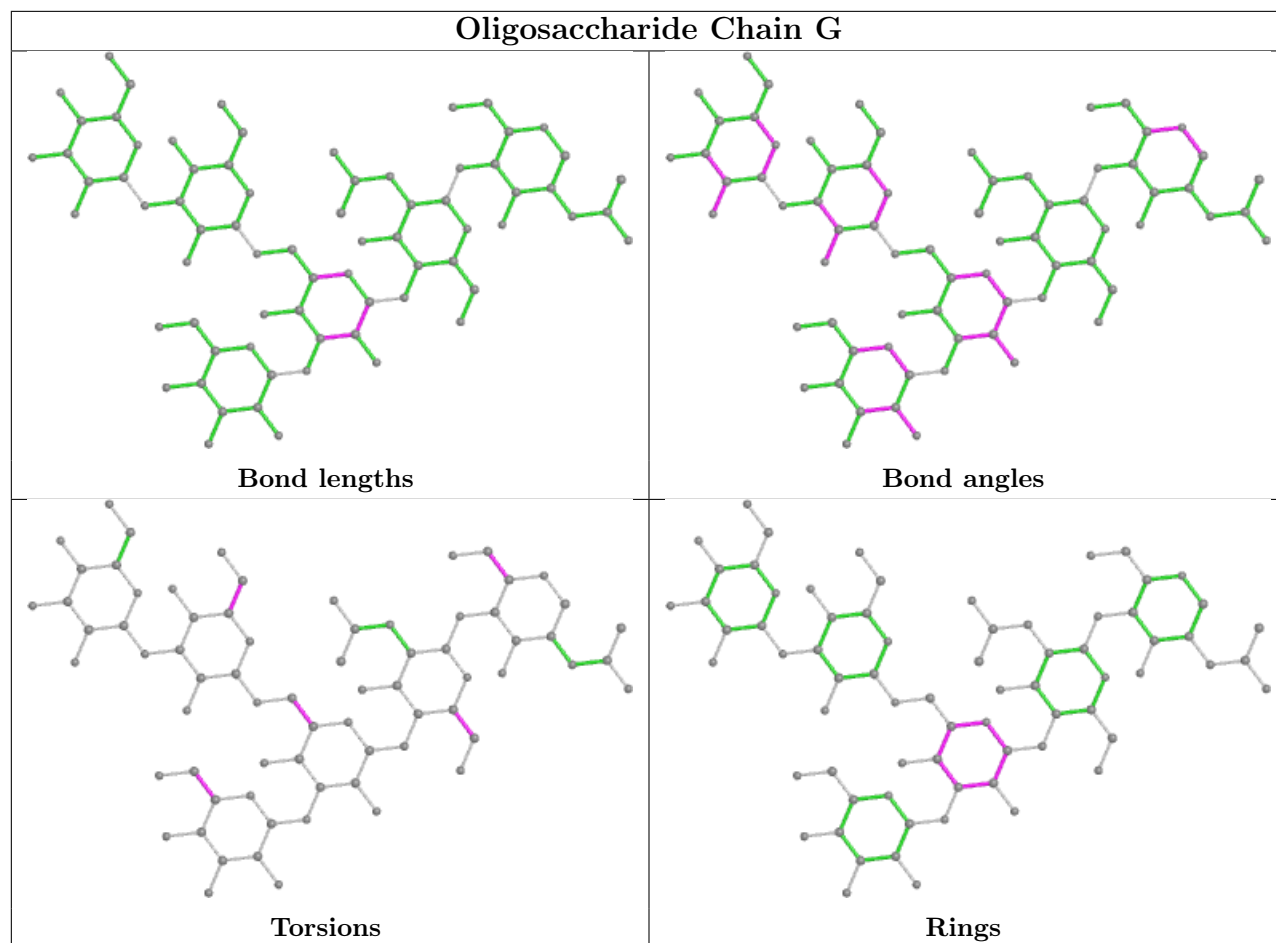 Oligosaccharide Chain G
Bond lengths
Bond angles
Torsions
Rings